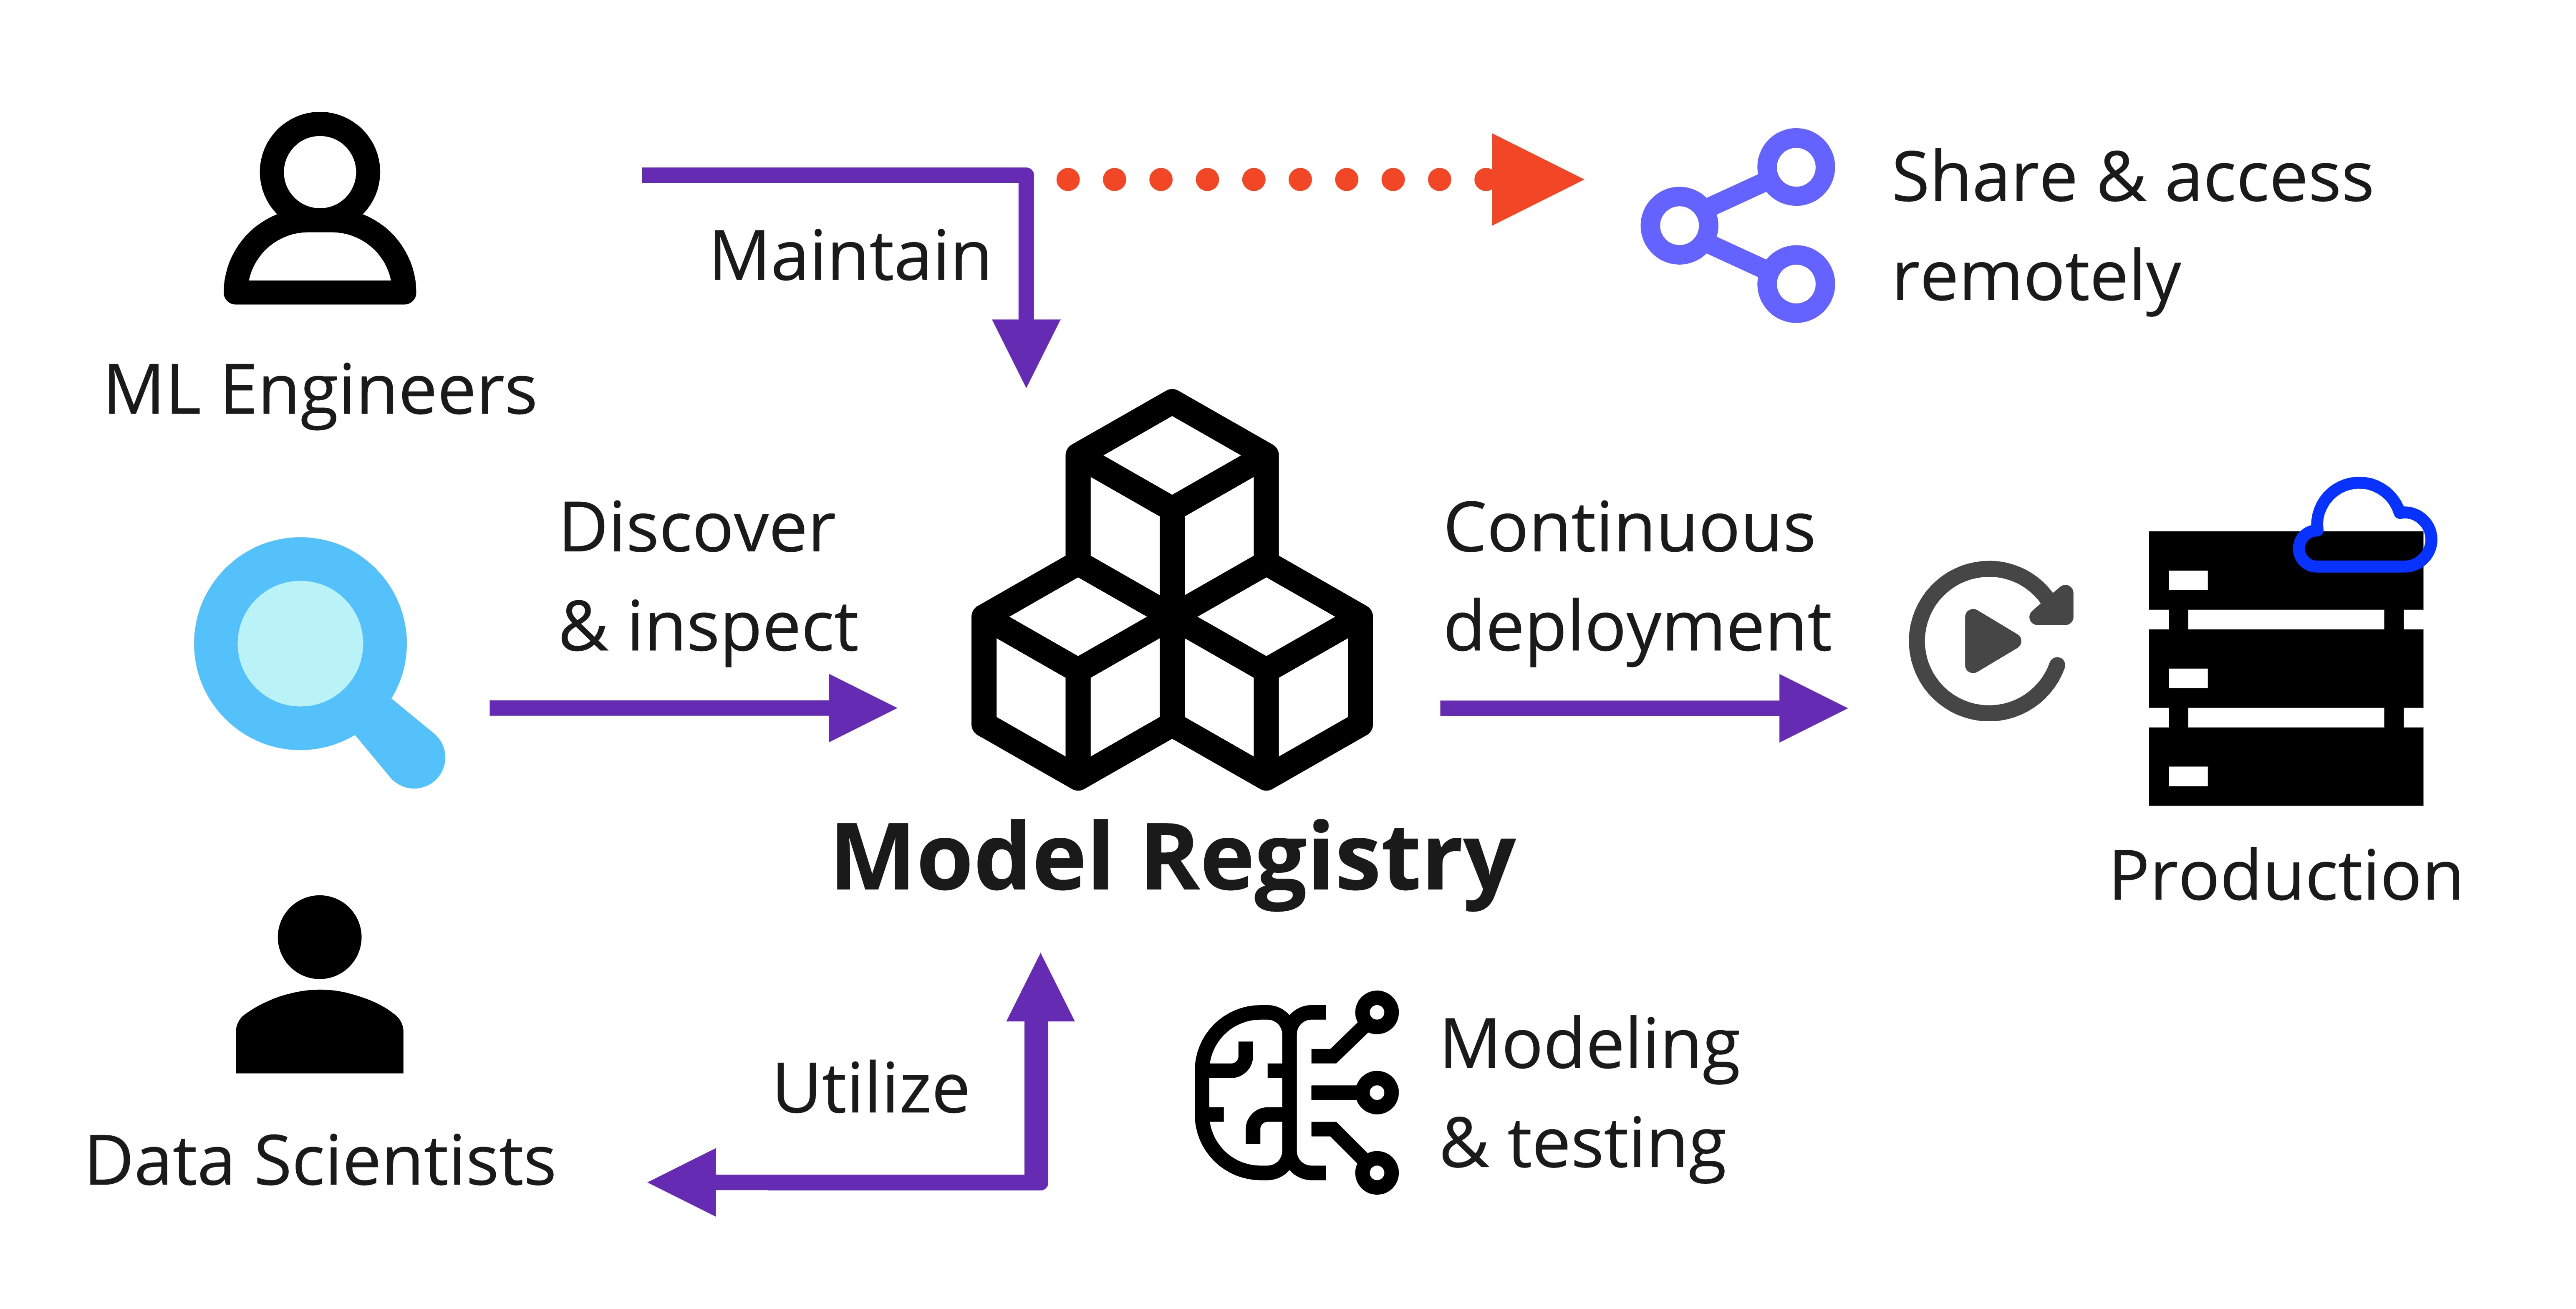 Share & access
remotely
Maintain
ML Engineers
Discover
& inspect
Continuous
deployment
Model Registry
Production
Data Scientists
Utilize
Modeling
& testing